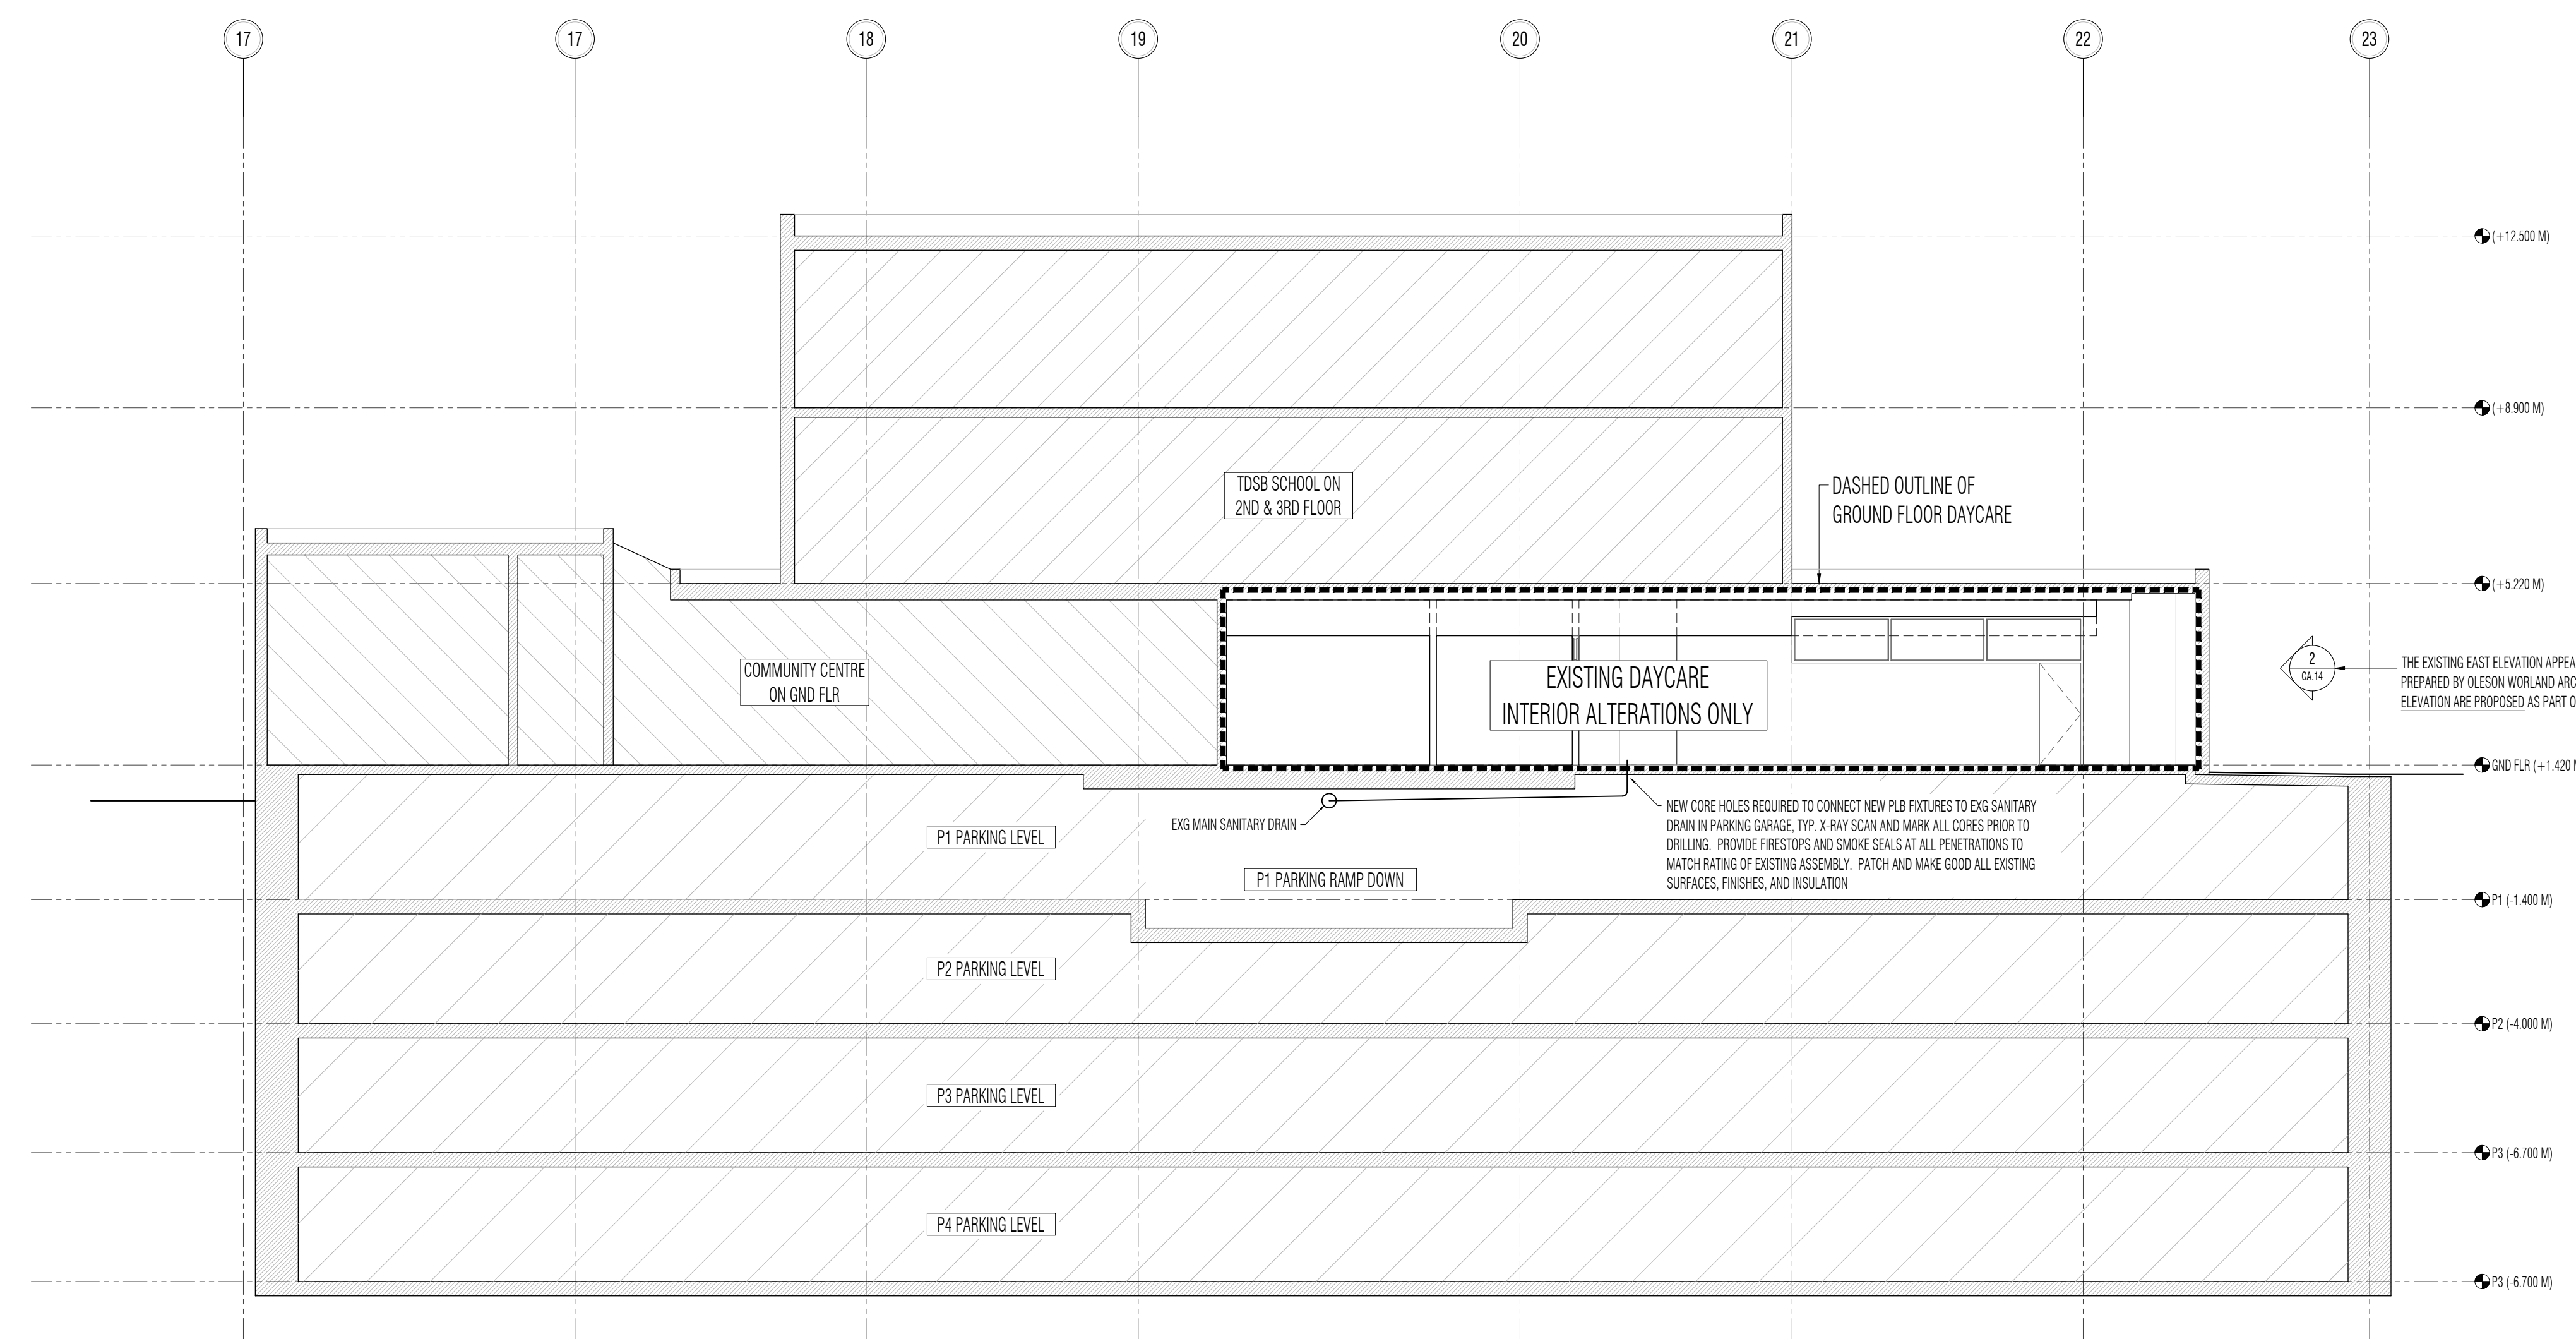 17
17
18
19
20
21
22
23
(+12.500 M)
(+8.900 M)
TDSB SCHOOL ON
2ND & 3RD FLOOR
DASHED OUTLINE OF
GROUND FLOOR DAYCARE
(+5.220 M)
COMMUNITY CENTRE
ON GND FLR
EXISTING DAYCARE
INTERIOR ALTERATIONS ONLY
2
CA.14
THE EXISTING EAST ELEVATION APPEA
PREPARED BY OLESON WORLAND ARC
ELEVATION ARE PROPOSED AS PART O
GND FLR (+1.420 M
EXG MAIN SANITARY DRAIN
NEW CORE HOLES REQUIRED TO CONNECT NEW PLB FIXTURES TO EXG SANITARY
DRAIN IN PARKING GARAGE, TYP. X-RAY SCAN AND MARK ALL CORES PRIOR TO
DRILLING. PROVIDE FIRESTOPS AND SMOKE SEALS AT ALL PENETRATIONS TO
MATCH RATING OF EXISTING ASSEMBLY. PATCH AND MAKE GOOD ALL EXISTING
SURFACES, FINISHES, AND INSULATION
P1 PARKING LEVEL
P1 PARKING RAMP DOWN
P1 (-1.400 M)
P2 PARKING LEVEL
P2 (-4.000 M)
P3 PARKING LEVEL
P3 (-6.700 M)
P4 PARKING LEVEL
P3 (-6.700 M)